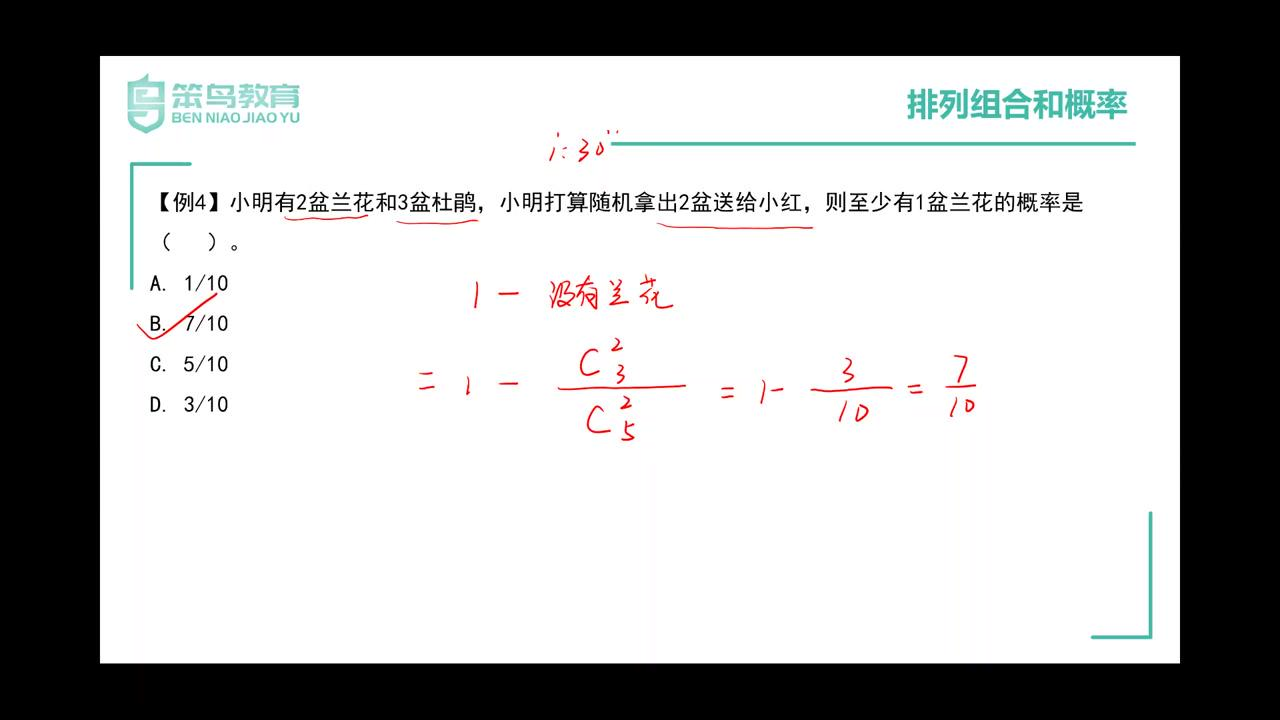 笨鸟教育
BEN NIAO JIAO YU
排列组合和概率
1:30"
【例4】小明有2盆兰花和3盆杜鹃，小明打算随机拿出2盆送给小红，则至少有1盆兰花的概率是
（ ）。
A. 1/10
B. 7/10
C. 5/10
D. 3/10
1 - 没有兰花
= 1 - C²₃/C²₅ = 1 - 3/10 = 7/10